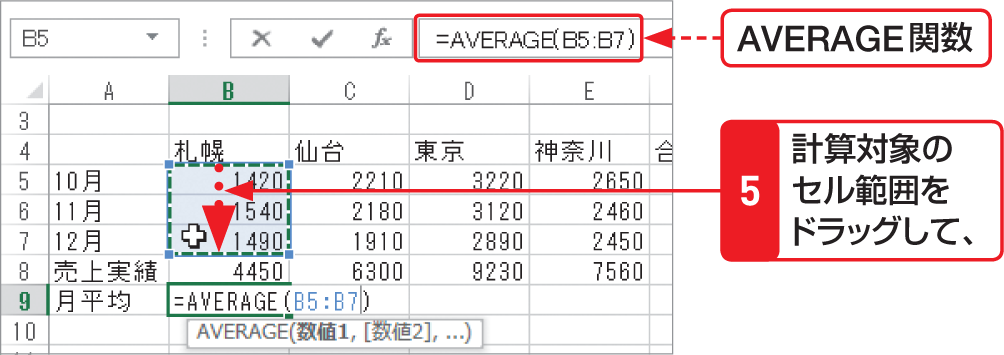 B5 =AVERAGE(B5:B7) AVERAGE関数
A B C D E
3
4 札幌 仙台 東京 神奈川 合
5 10月 1420 2210 3220 2650
6 11月 1540 2180 3120 2460
7 12月 1490 1910 2890 2450
8 売上実績 4450 6300 9230 7560
9 月平均 =AVERAGE(B5:B7)
10 AVERAGE(数値1, [数値2], ...)
5 計算対象の
セル範囲を
ドラッグして、